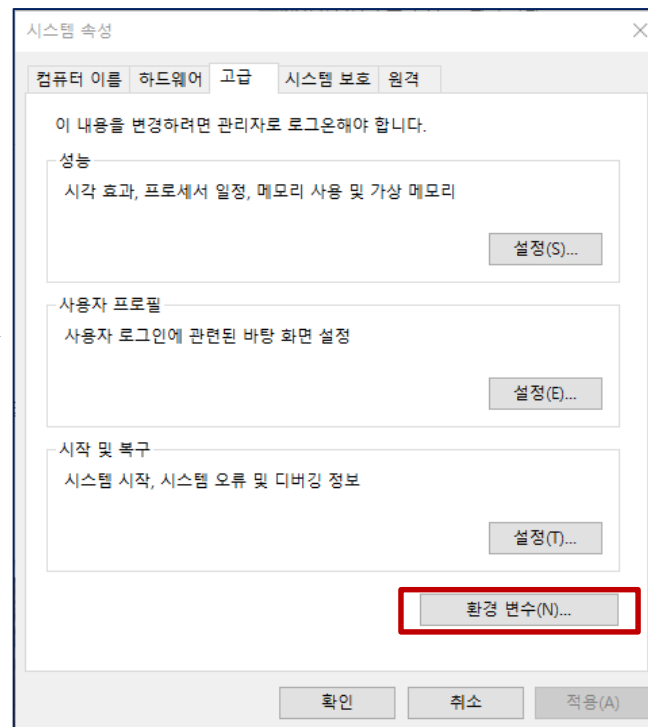 시스템 속성
컴퓨터 이름 하드웨어 고급 시스템 보호 원격
이 내용을 변경하려면 관리자로 로그온해야 합니다.
성능
시각 효과, 프로세서 일정, 메모리 사용 및 가상 메모리
설정(S)...
사용자 프로필
사용자 로그인에 관련된 바탕 화면 설정
설정(E)...
시작 및 복구
시스템 시작, 시스템 오류 및 디버깅 정보
설정(T)...
환경 변수(N)...
확인 취소 적용(A)